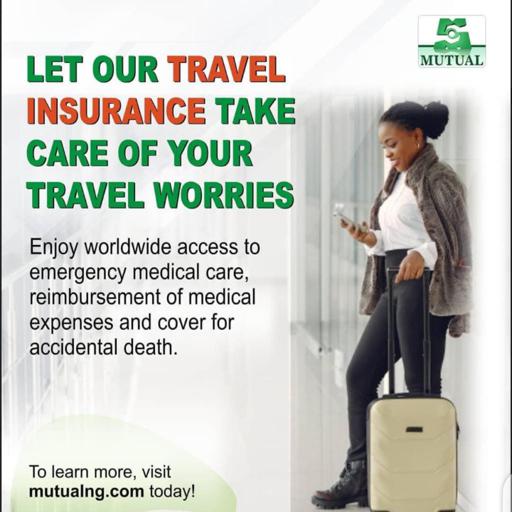 MUTUAL
LET OUR TRAVEL
INSURANCE TAKE
CARE OF YOUR
TRAVEL WORRIES
Enjoy worldwide access to
emergency medical care,
reimbursement of medical
expenses and cover for
accidental death.
To learn more, visit
mutualng.com today!